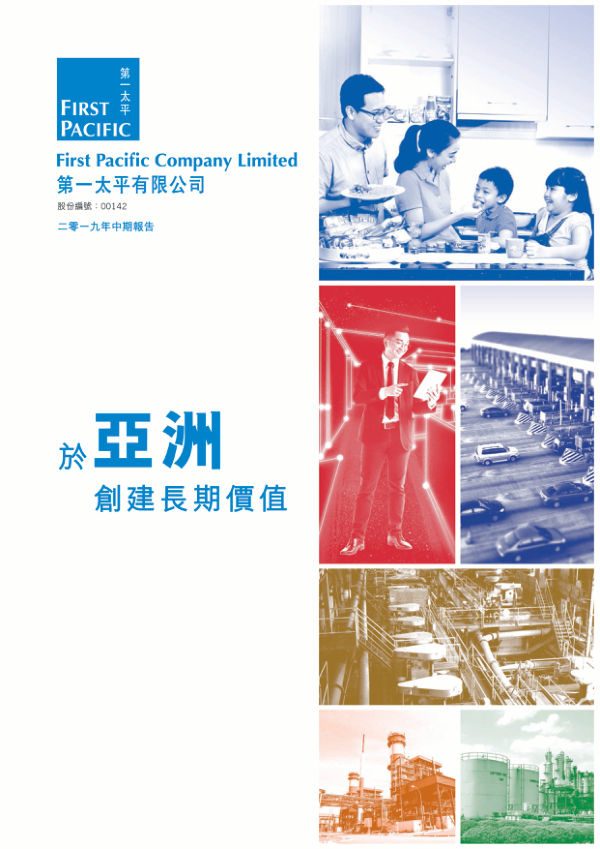 第一太平
FIRST
PACIFIC
First Pacific Company Limited
第一太平有限公司
股份編號：00142
二零一九年中期報告
於亞洲
創建長期價值